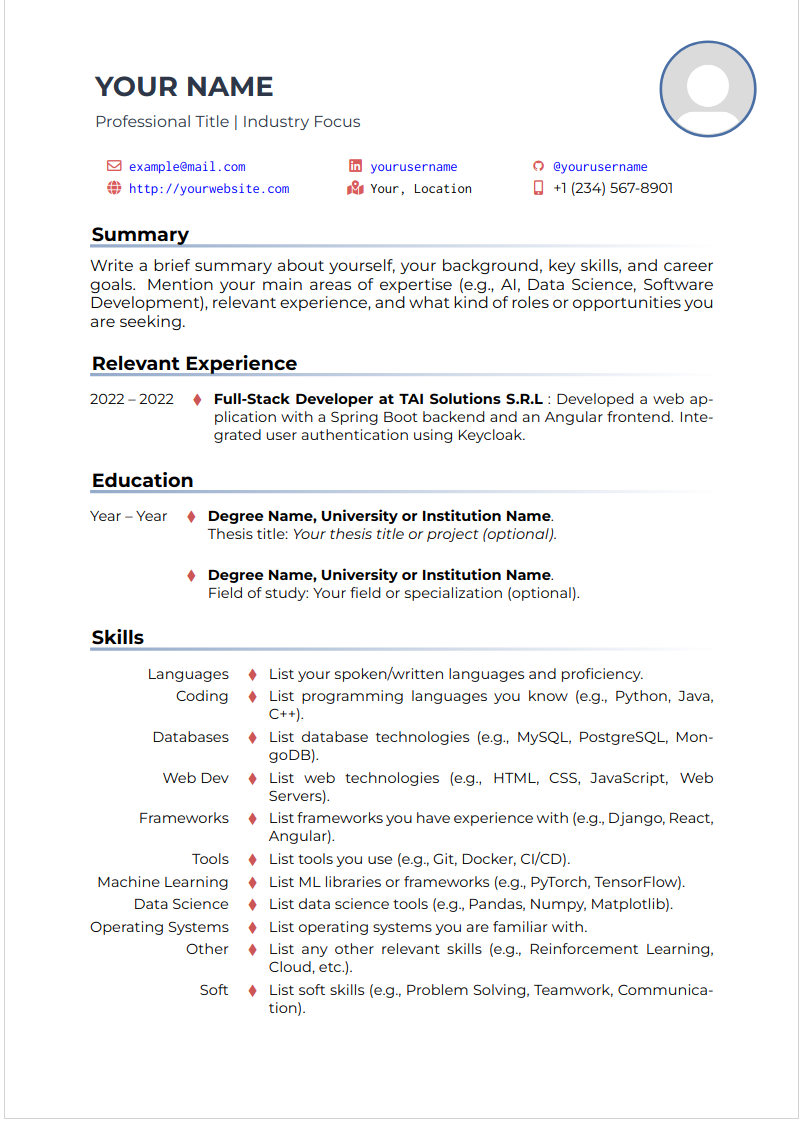 YOUR NAME
Professional Title | Industry Focus
example@mail.com yourusername @yourusername
http://yourwebsite.com Your, Location +1 (234) 567-8901
Summary
Write a brief summary about yourself, your background, key skills, and career
goals. Mention your main areas of expertise (e.g., AI, Data Science, Software
Development), relevant experience, and what kind of roles or opportunities you
are seeking.
Relevant Experience
2022 – 2022 Full-Stack Developer at TAI Solutions S.R.L : Developed a web ap-
plication with a Spring Boot backend and an Angular frontend. Inte-
grated user authentication using Keycloak.
Education
Year – Year Degree Name, University or Institution Name.
Thesis title: Your thesis title or project (optional).
Degree Name, University or Institution Name.
Field of study: Your field or specialization (optional).
Skills
Languages List your spoken/written languages and proficiency.
Coding List programming languages you know (e.g., Python, Java,
C++).
Databases List database technologies (e.g., MySQL, PostgreSQL, Mon-
goDB).
Web Dev List web technologies (e.g., HTML, CSS, JavaScript, Web
Servers).
Frameworks List frameworks you have experience with (e.g., Django, React,
Angular).
Tools List tools you use (e.g., Git, Docker, CI/CD).
Machine Learning List ML libraries or frameworks (e.g., PyTorch, TensorFlow).
Data Science List data science tools (e.g., Pandas, Numpy, Matplotlib).
Operating Systems List operating systems you are familiar with.
Other List any other relevant skills (e.g., Reinforcement Learning,
Cloud, etc.).
Soft List soft skills (e.g., Problem Solving, Teamwork, Communica-
tion).